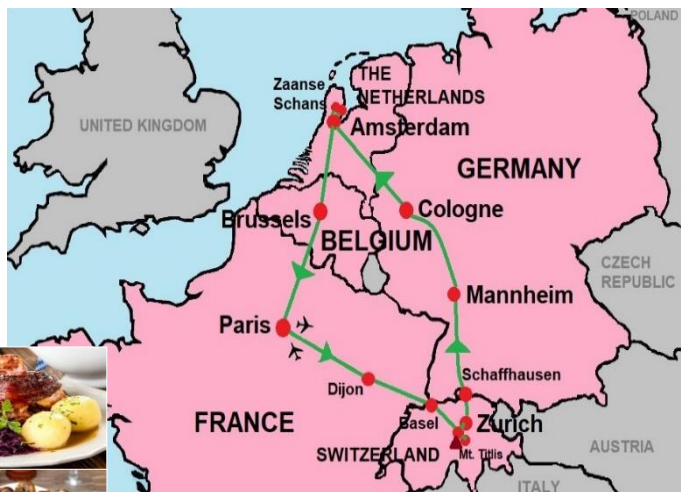 POLAND
Zaanse
Schans
THE
NETHERLANDS
Amsterdam
UNITED KINGDOM
GERMANY
Brussels
Cologne
BELGIUM
CZECH
REPUBLIC
Mannheim
Paris
Schaffhausen
Dijon
Basel
Zurich
FRANCE
SWITZERLAND
Mt. Titlis
AUSTRIA
ITALY